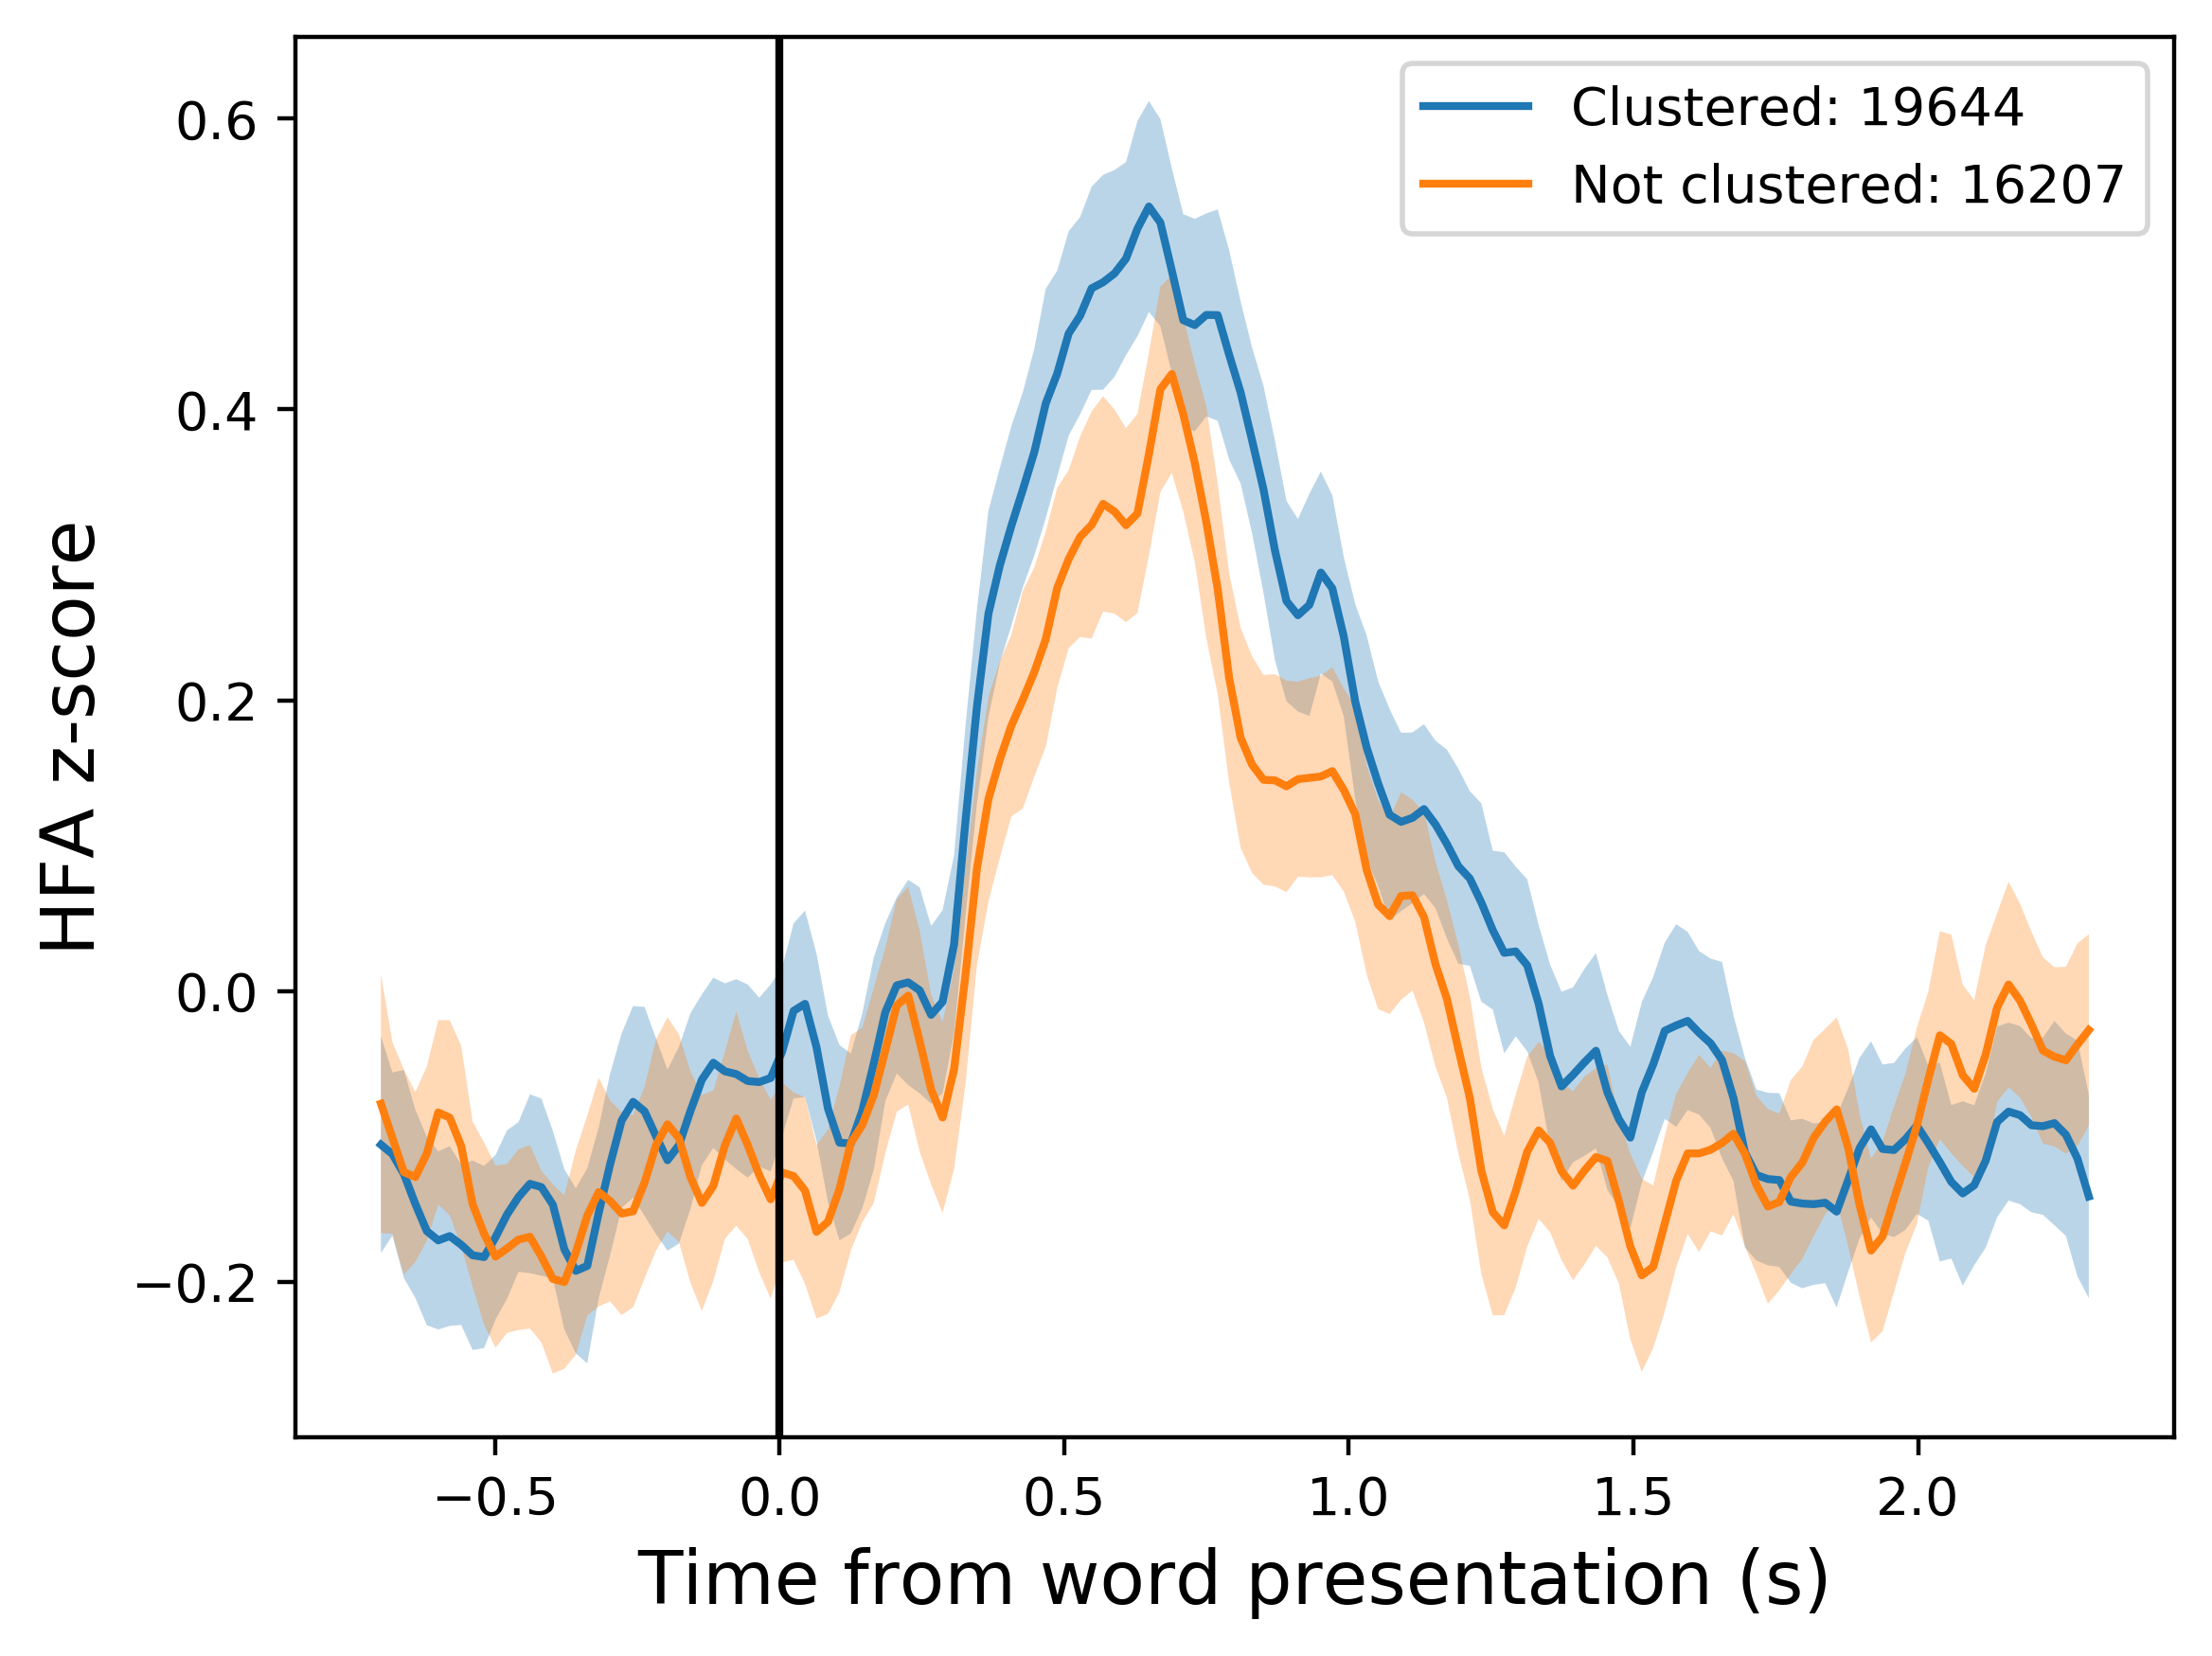 Clustered: 19644
Not clustered: 16207
HFA z-score
0.6
0.4
0.2
0.0
−0.2
−0.5 0.0 0.5 1.0 1.5 2.0
Time from word presentation (s)